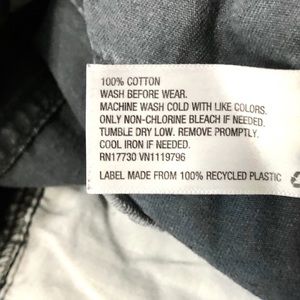 100% COTTON
WASH BEFORE WEAR.
MACHINE WASH COLD WITH LIKE COLORS.
ONLY NON-CHLORINE BLEACH IF NEEDED.
TUMBLE DRY LOW. REMOVE PROMPTLY.
COOL IRON IF NEEDED.
RN17730 VN1119796
LABEL MADE FROM 100% RECYCLED PLASTIC